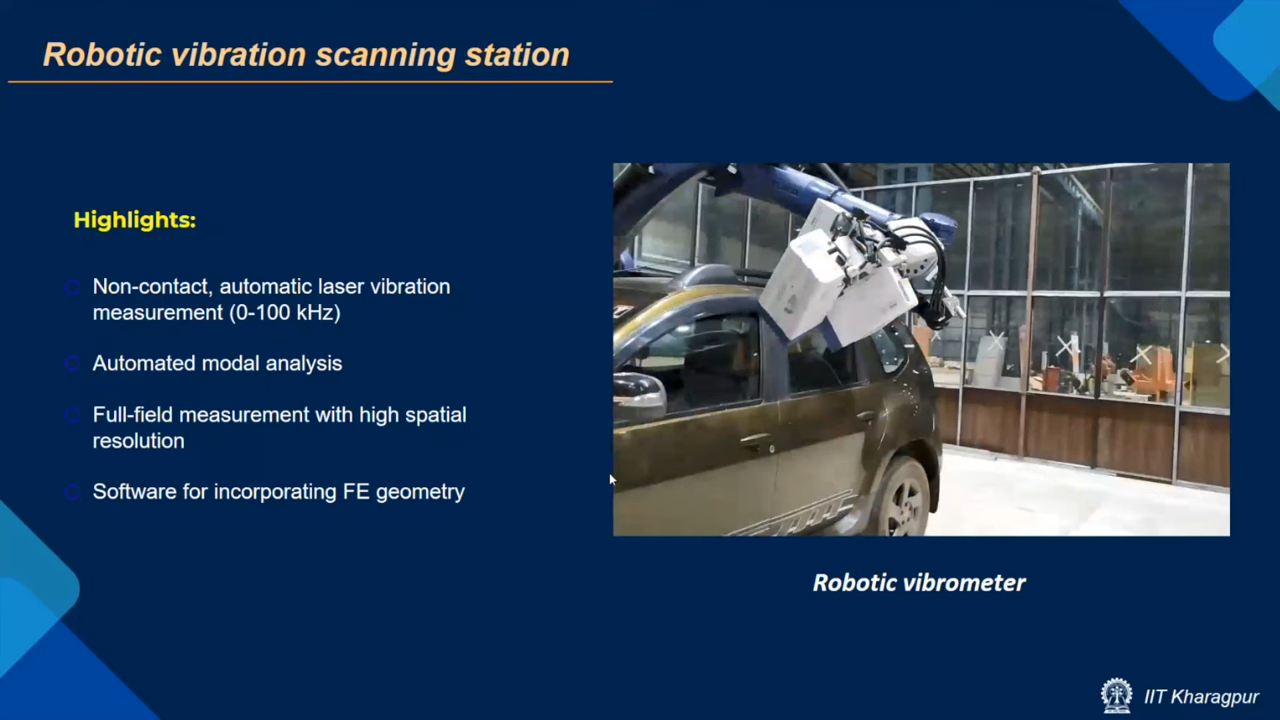 Robotic vibration scanning station
Highlights:
Non-contact, automatic laser vibration
measurement (0-100 kHz)
Automated modal analysis
Full-field measurement with high spatial
resolution
Software for incorporating FE geometry
Robotic vibrometer
IIT Kharagpur